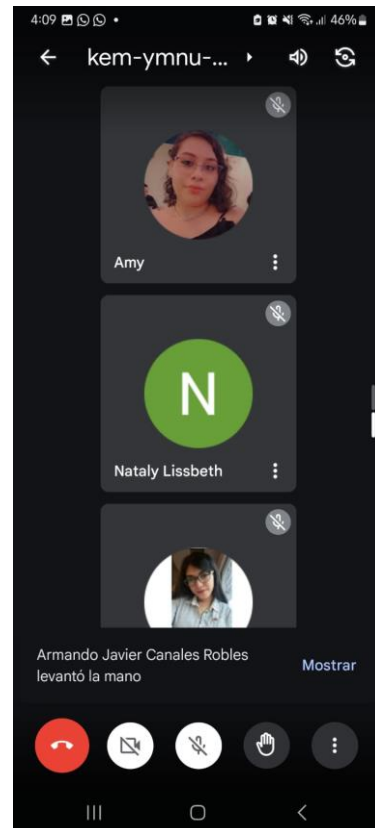 4:09 46%
kem-ymnu-...
Amy
N
Nataly Lissbeth
Armando Javier Canales Robles
levantó la mano
Mostrar